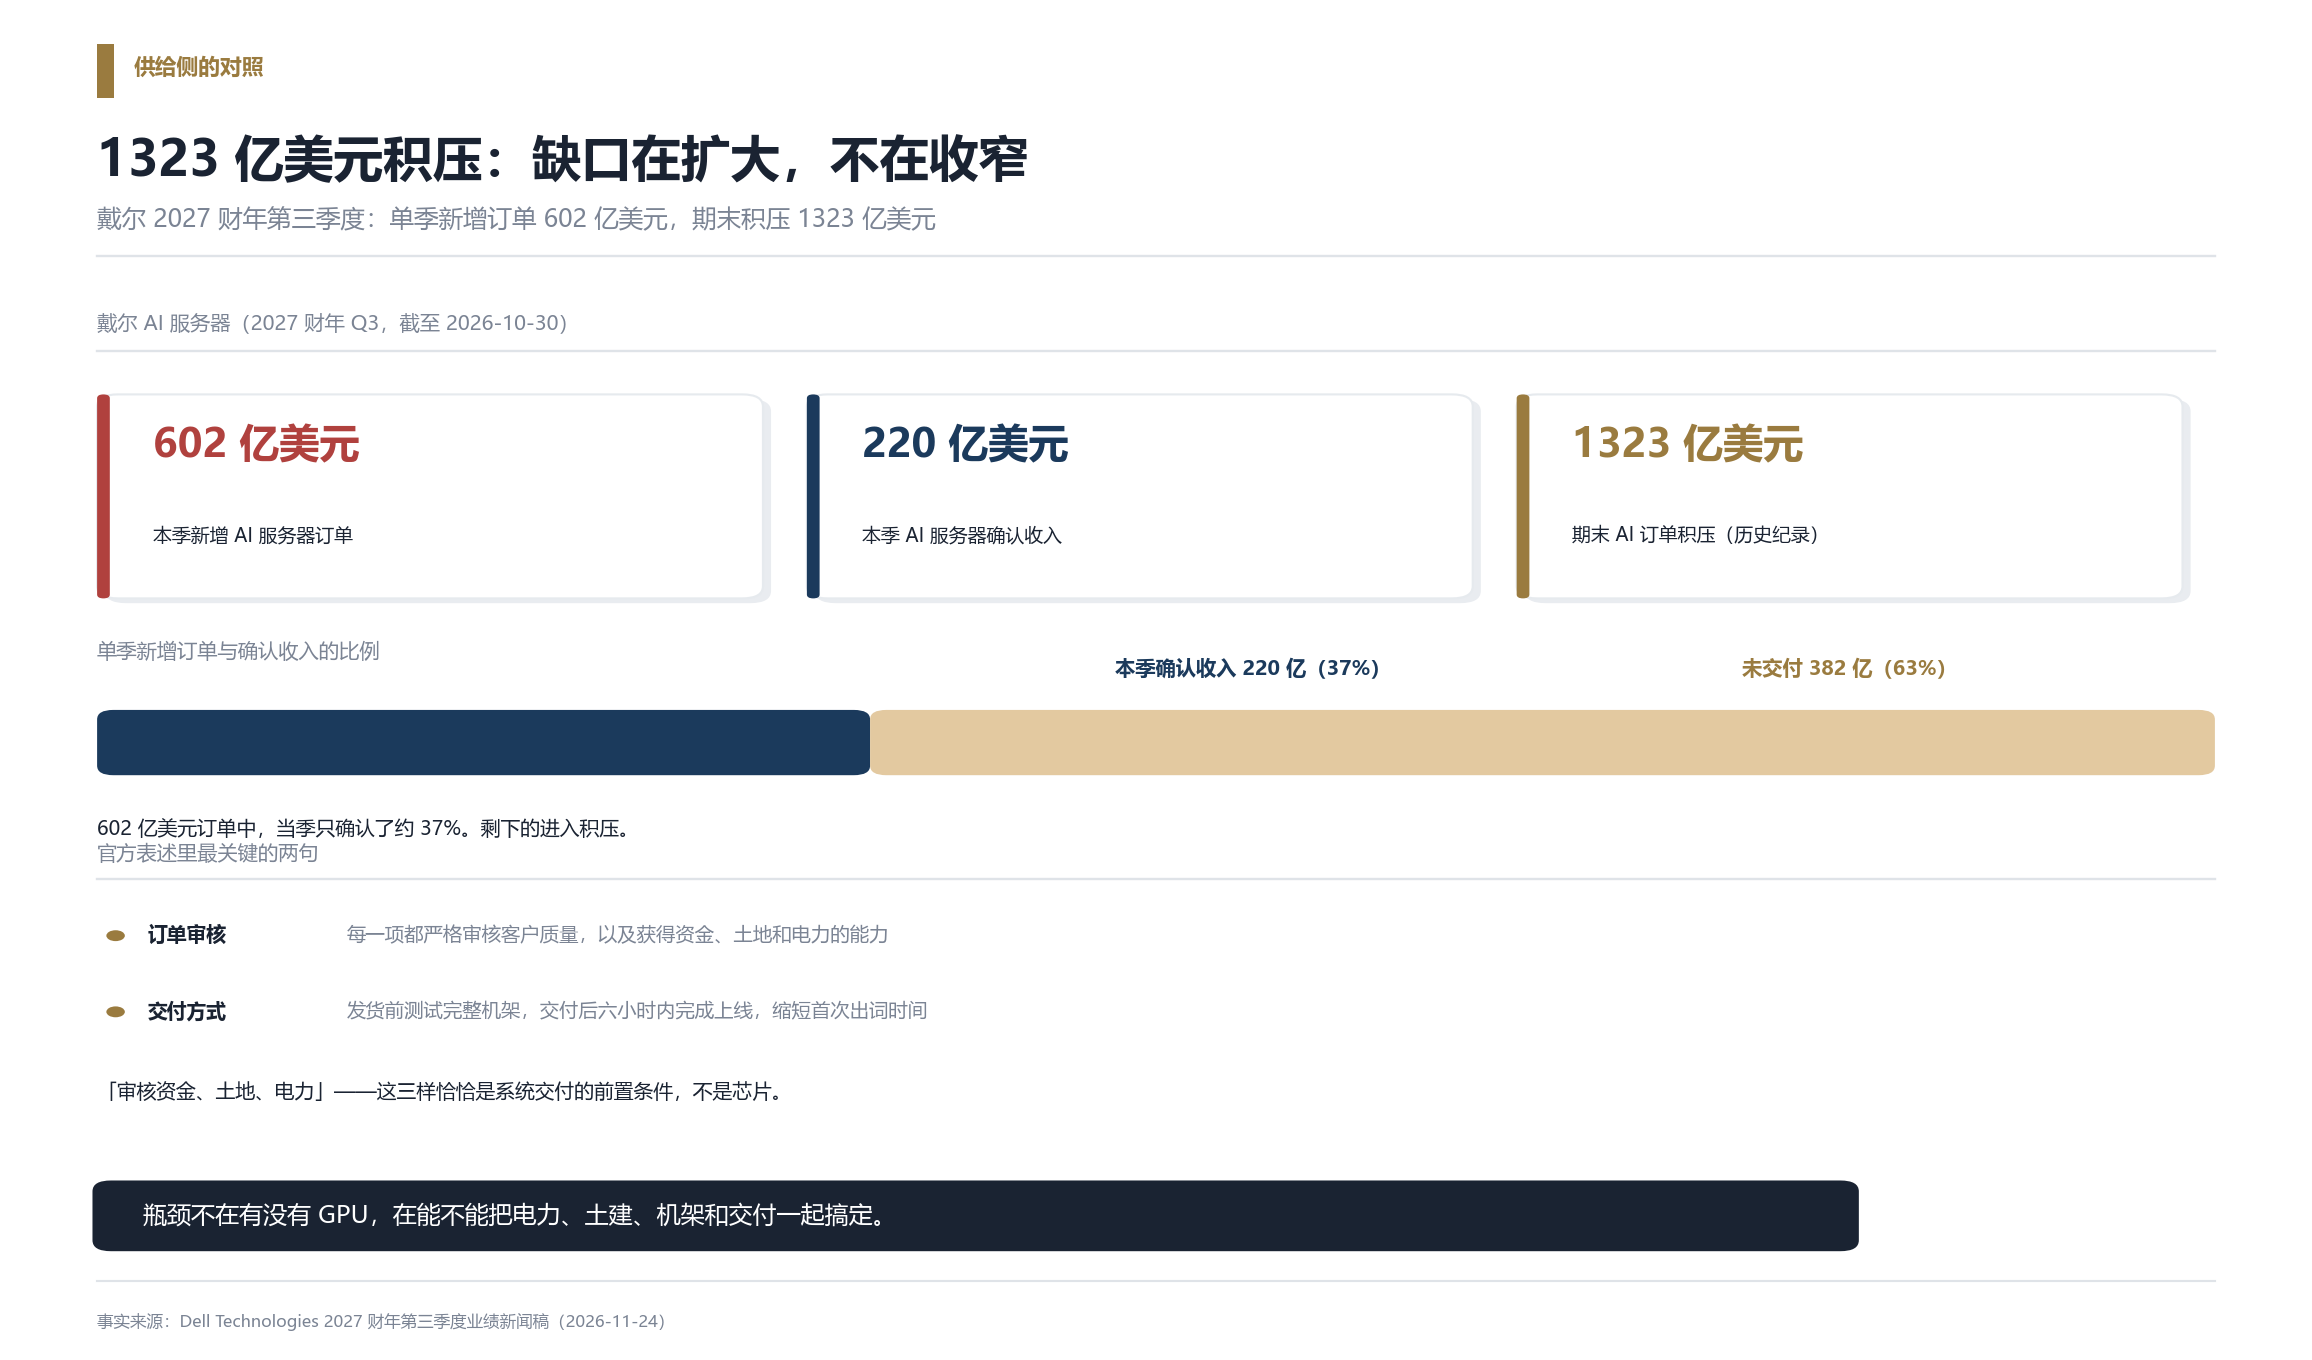 供给侧的对照
1323 亿美元积压：缺口在扩大，不在收窄
戴尔 2027 财年第三季度：单季新增订单 602 亿美元，期末积压 1323 亿美元
戴尔 AI 服务器（2027 财年 Q3，截至 2026-10-30）
602 亿美元
本季新增 AI 服务器订单
220 亿美元
本季 AI 服务器确认收入
1323 亿美元
期末 AI 订单积压（历史纪录）
单季新增订单与确认收入的比例
本季确认收入 220 亿（37%）
未交付 382 亿（63%）
602 亿美元订单中，当季只确认了约 37%。剩下的进入积压。
官方表述里最关键的两句
订单审核
每一项都严格审核客户质量，以及获得资金、土地和电力的能力
交付方式
发货前测试完整机架，交付后六小时内完成上线，缩短首次出词时间
「审核资金、土地、电力」——这三样恰恰是系统交付的前置条件，不是芯片。
瓶颈不在有没有 GPU，在能不能把电力、土建、机架和交付一起搞定。
事实来源：Dell Technologies 2027 财年第三季度业绩新闻稿（2026-11-24）